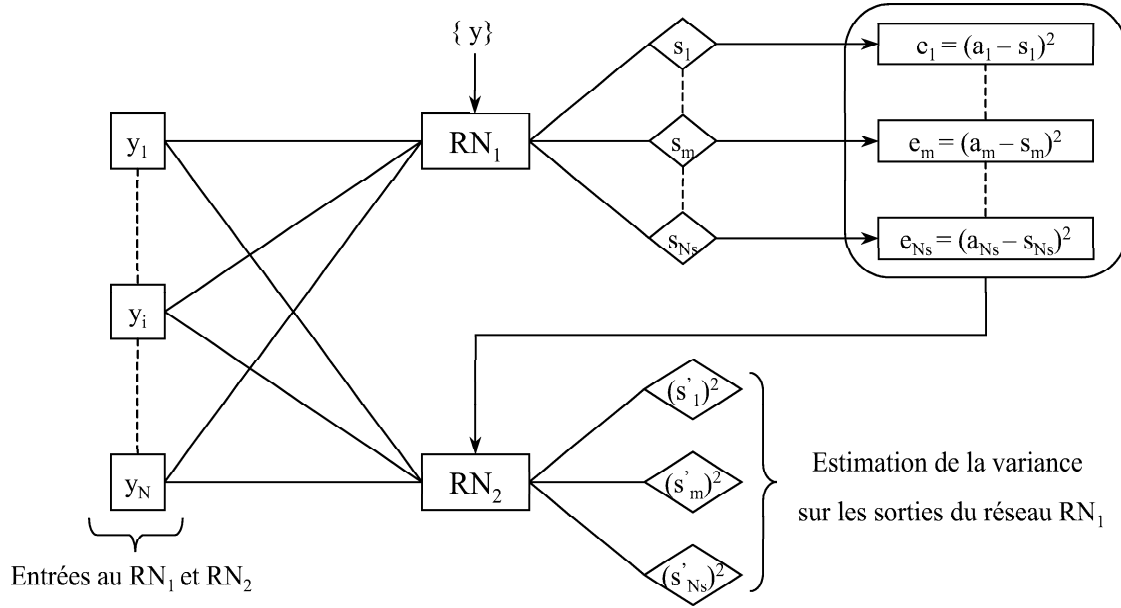 { y}
s1
c1 = (a1 – s1)2
y1
RN1
sm
em = (am – sm)2
sNs
eNs = (aNs – sNs)2
yi
(s'1)2
yN
RN2
(s'm)2
Estimation de la variance
sur les sorties du réseau RN1
(s'Ns)2
Entrées au RN1 et RN2